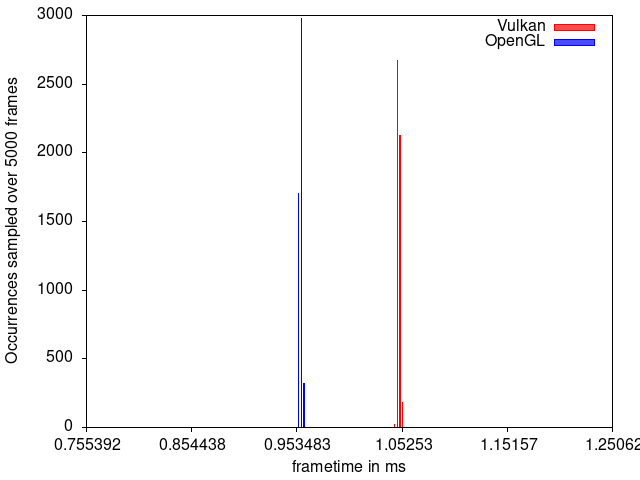 3000
Vulkan
OpenGL
2500
2000
1500
1000
500
0
Occurrences sampled over 5000 frames
0.755392 0.854438 0.953483 1.05253 1.15157 1.25062
frametime in ms